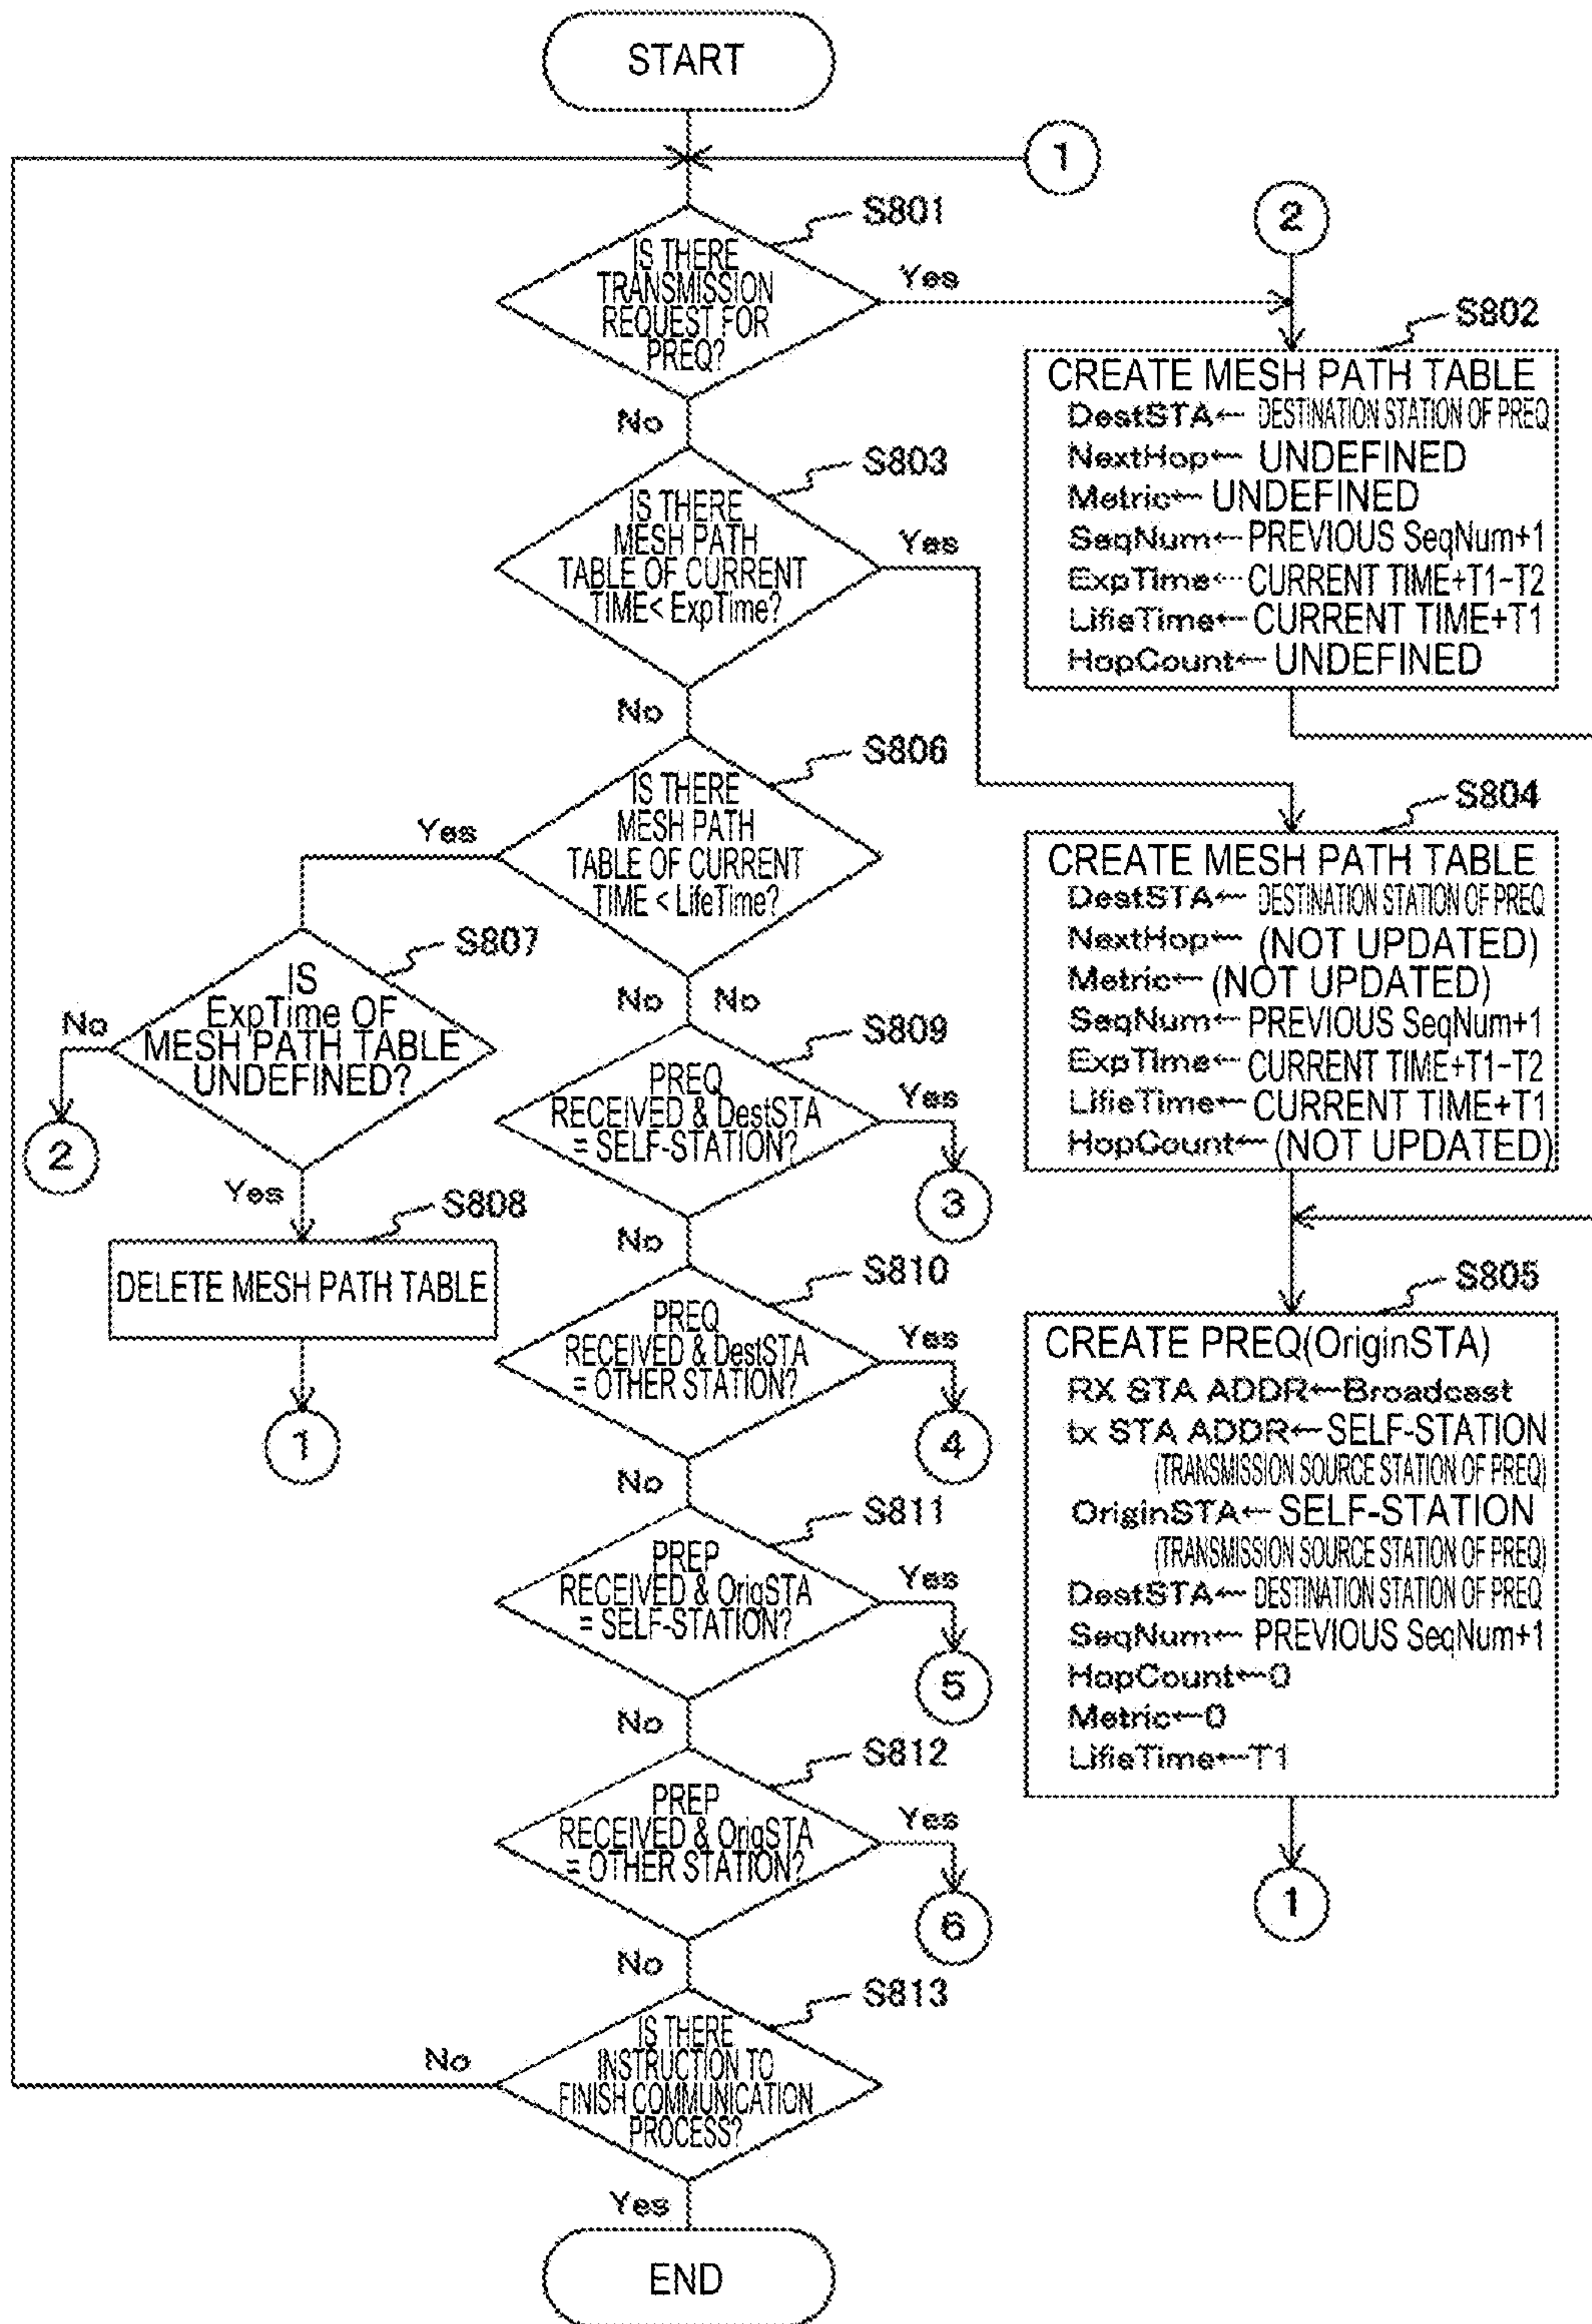 START
1
S801
IS THERE
TRANSMISSION
REQUEST FOR
PREQ?
Yes
No
2
S802
CREATE MESH PATH TABLE
DestSTA← DESTINATION STATION OF PREQ
NextHop← UNDEFINED
Metric← UNDEFINED
SeqNum← PREVIOUS SeqNum+1
ExpTime← CURRENT TIME+T1-T2
LifieTime← CURRENT TIME+T1
HopCount← UNDEFINED
S803
IS THERE
MESH PATH
TABLE OF CURRENT
TIME< ExpTime?
Yes
No
S804
CREATE MESH PATH TABLE
DestSTA← DESTINATION STATION OF PREQ
NextHop← (NOT UPDATED)
Metric← (NOT UPDATED)
SeqNum← PREVIOUS SeqNum+1
ExpTime← CURRENT TIME+T1-T2
LifieTime← CURRENT TIME+T1
HopCount← (NOT UPDATED)
S806
IS THERE
MESH PATH
TABLE OF CURRENT
TIME < LifeTime?
Yes
No No
S807
IS
ExpTime OF
MESH PATH TABLE
UNDEFINED?
No
2
Yes
S808
DELETE MESH PATH TABLE
1
S809
PREQ
RECEIVED & DestSTA
= SELF-STATION?
Yes
3
No
S805
CREATE PREQ(OriginSTA)
RX STA ADDR←Broadcast
tx STA ADDR← SELF-STATION
(TRANSMISSION SOURCE STATION OF PREQ)
OriginSTA← SELF-STATION
(TRANSMISSION SOURCE STATION OF PREQ)
DestSTA← DESTINATION STATION OF PREQ
SeqNum← PREVIOUS SeqNum+1
HopCount←0
Metric←0
LifieTime←T1
1
S810
PREQ
RECEIVED & DestSTA
= OTHER STATION?
Yes
4
No
S811
PREP
RECEIVED & OrigSTA
= SELF-STATION?
Yes
5
No
S812
PREP
RECEIVED & OrigSTA
= OTHER STATION?
Yes
6
No
S813
IS THERE
INSTRUCTION TO
FINISH COMMUNICATION
PROCESS?
No
Yes
END